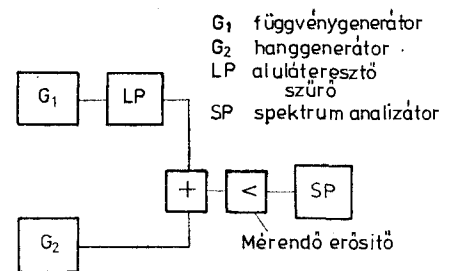 G₁ függvénygenerátor
G₂ hanggenerátor
LP aluláteresztő
szűrő
SP spektrum analizátor
G₁
LP
+
<
SP
G₂
Mérendő erősítő